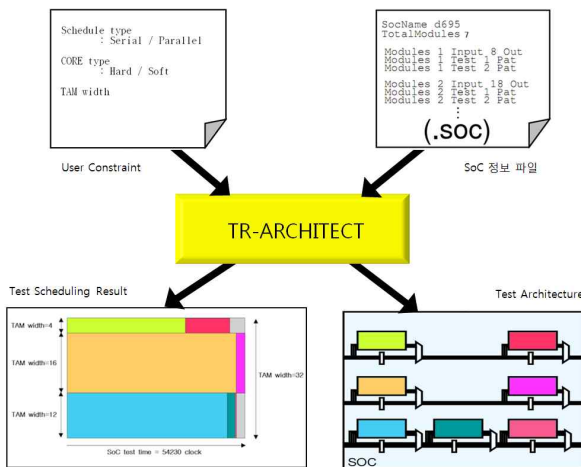 Schedule type
: Serial / Parallel
CORE type
: Hard / Soft
TAM width
User Constraint
SocName d695
TotalModules 7
Modules 1 Input 8 Out
Modules 1 Test 1 Pat
Modules 1 Test 2 Pat
Modules 2 Input 18 Out
Modules 2 Test 1 Pat
Modules 2 Test 2 Pat
⋮
(.soc)
SoC 정보 파일
TR-ARCHITECT
Test Scheduling Result
TAM width=4
TAM width=16
TAM width=12
TAM width=32
SoC test time = 54230 clock
Test Architecture
SOC